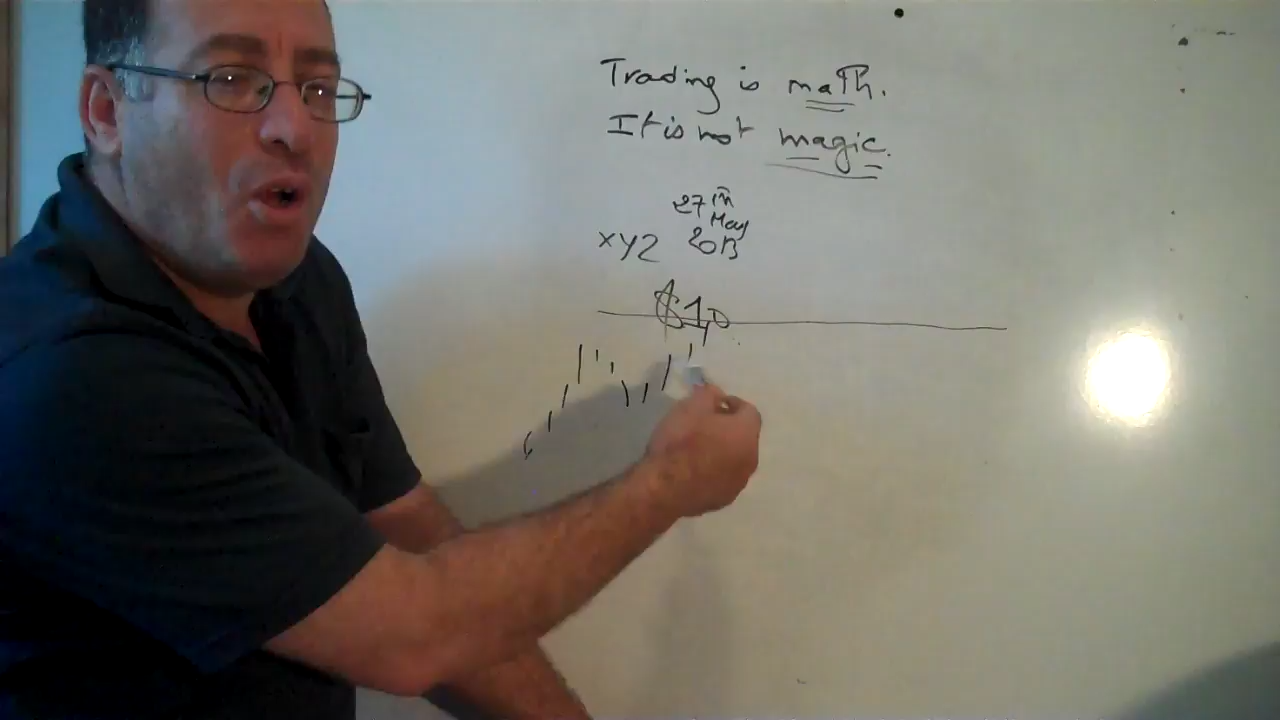 Trading is math.
It is not magic.
27th
May
xyz 2013
$10